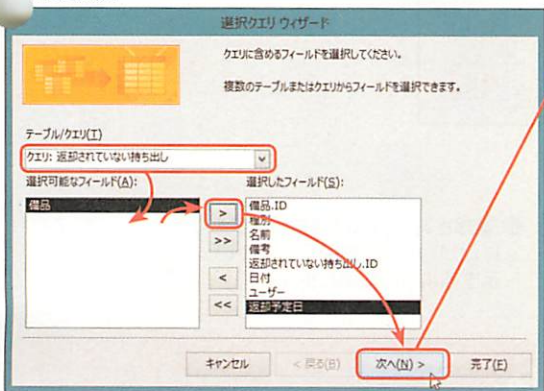 選択クエリ ウィザード
クエリに含めるフィールドを選択してください。
複数のテーブルまたはクエリからフィールドを選択できます。
テーブル/クエリ(T)
クエリ: 返却されていない持ち出し
選択可能なフィールド(A):
選択したフィールド(S):
備品
備品.ID
種別
名前
備考
返却されていない持ち出し.ID
日付
ユーザー
返却予定日
>
>>
<
<<
キャンセル
< 戻る(B)
次へ(N) >
完了(F)